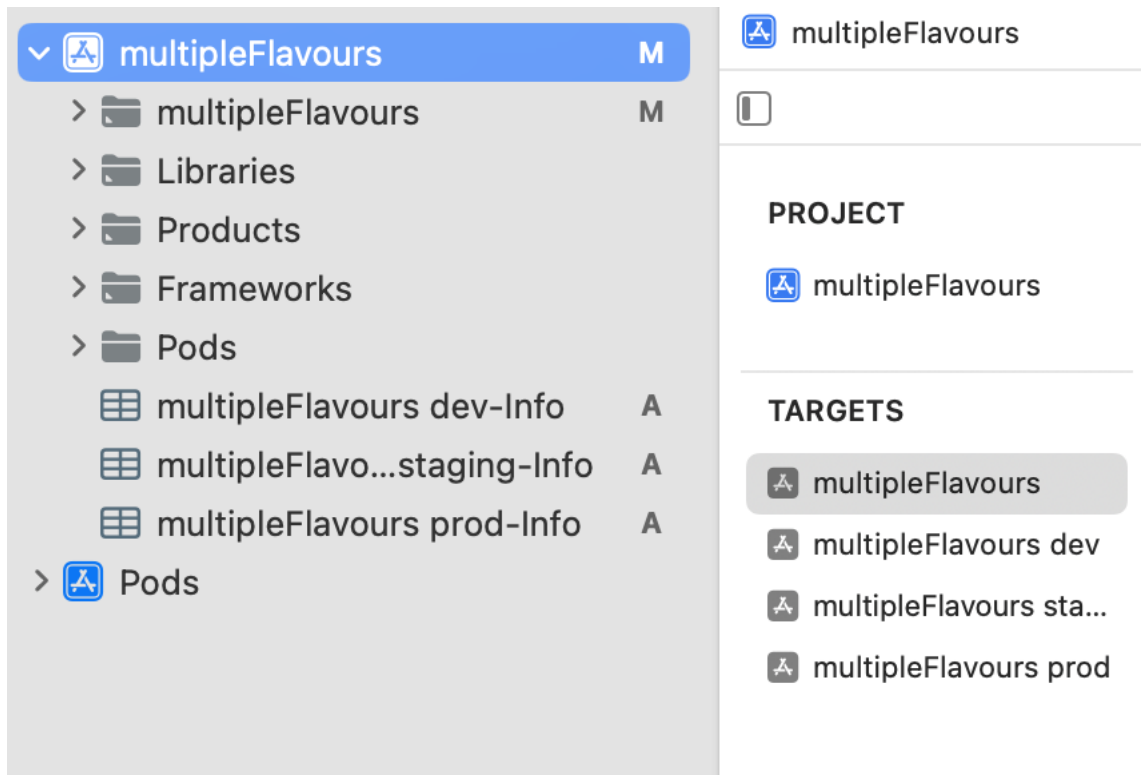 multipleFlavours M
multipleFlavours M
Libraries
Products
Frameworks
Pods
multipleFlavours dev-Info A
multipleFlavo...staging-Info A
multipleFlavours prod-Info A
Pods
multipleFlavours
PROJECT
multipleFlavours
TARGETS
multipleFlavours
multipleFlavours dev
multipleFlavours sta...
multipleFlavours prod